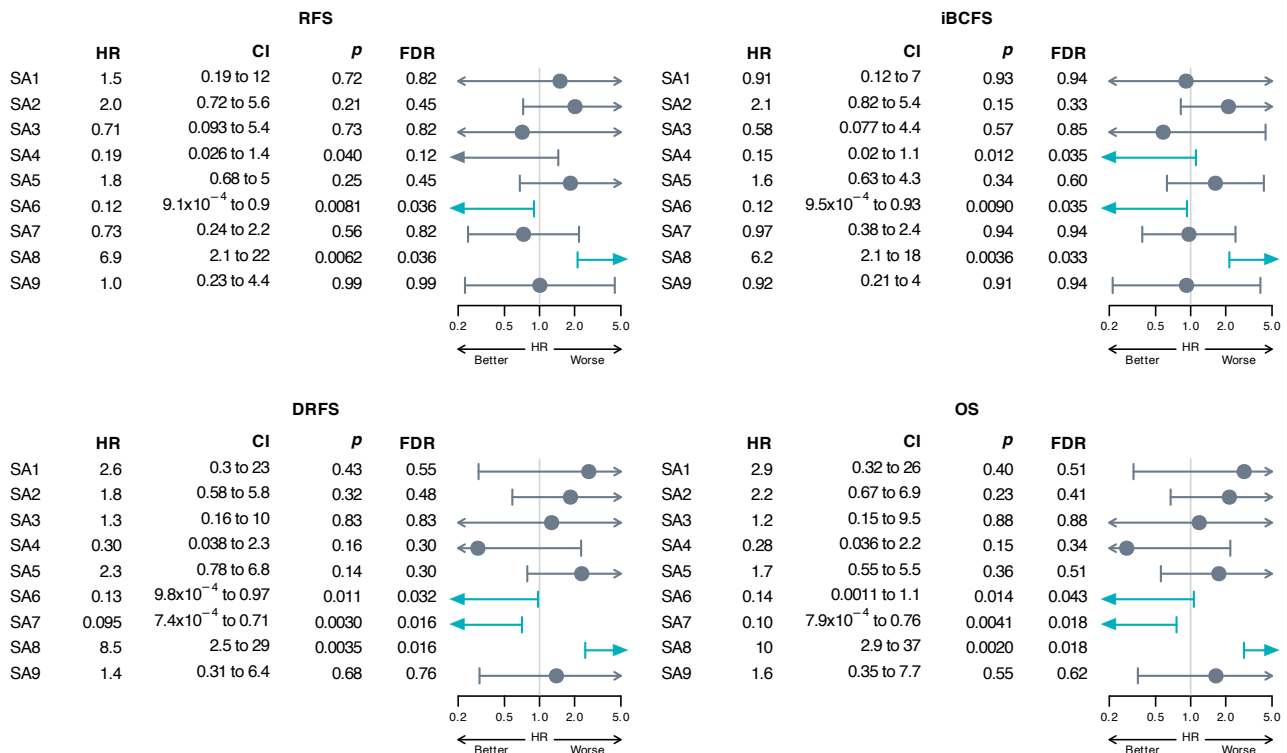 RFS
HR CI p FDR
SA1 1.5 0.19 to 12 0.72 0.82
SA2 2.0 0.72 to 5.6 0.21 0.45
SA3 0.71 0.093 to 5.4 0.73 0.82
SA4 0.19 0.026 to 1.4 0.040 0.12
SA5 1.8 0.68 to 5 0.25 0.45
SA6 0.12 9.1x10⁻⁴ to 0.9 0.0081 0.036
SA7 0.73 0.24 to 2.2 0.56 0.82
SA8 6.9 2.1 to 22 0.0062 0.036
SA9 1.0 0.23 to 4.4 0.99 0.99
0.2 0.5 1.0 2.0 5.0
HR
Better Worse
iBCFS
HR CI p FDR
SA1 0.91 0.12 to 7 0.93 0.94
SA2 2.1 0.82 to 5.4 0.15 0.33
SA3 0.58 0.077 to 4.4 0.57 0.85
SA4 0.15 0.02 to 1.1 0.012 0.035
SA5 1.6 0.63 to 4.3 0.34 0.60
SA6 0.12 9.5x10⁻⁴ to 0.93 0.0090 0.035
SA7 0.97 0.38 to 2.4 0.94 0.94
SA8 6.2 2.1 to 18 0.0036 0.033
SA9 0.92 0.21 to 4 0.91 0.94
0.2 0.5 1.0 2.0 5.0
HR
Better Worse
DRFS
HR CI p FDR
SA1 2.6 0.3 to 23 0.43 0.55
SA2 1.8 0.58 to 5.8 0.32 0.48
SA3 1.3 0.16 to 10 0.83 0.83
SA4 0.30 0.038 to 2.3 0.16 0.30
SA5 2.3 0.78 to 6.8 0.14 0.30
SA6 0.13 9.8x10⁻⁴ to 0.97 0.011 0.032
SA7 0.095 7.4x10⁻⁴ to 0.71 0.0030 0.016
SA8 8.5 2.5 to 29 0.0035 0.016
SA9 1.4 0.31 to 6.4 0.68 0.76
0.2 0.5 1.0 2.0 5.0
HR
Better Worse
OS
HR CI p FDR
SA1 2.9 0.32 to 26 0.40 0.51
SA2 2.2 0.67 to 6.9 0.23 0.41
SA3 1.2 0.15 to 9.5 0.88 0.88
SA4 0.28 0.036 to 2.2 0.15 0.34
SA5 1.7 0.55 to 5.5 0.36 0.51
SA6 0.14 0.0011 to 1.1 0.014 0.043
SA7 0.10 7.9x10⁻⁴ to 0.76 0.0041 0.018
SA8 10 2.9 to 37 0.0020 0.018
SA9 1.6 0.35 to 7.7 0.55 0.62
0.2 0.5 1.0 2.0 5.0
HR
Better Worse